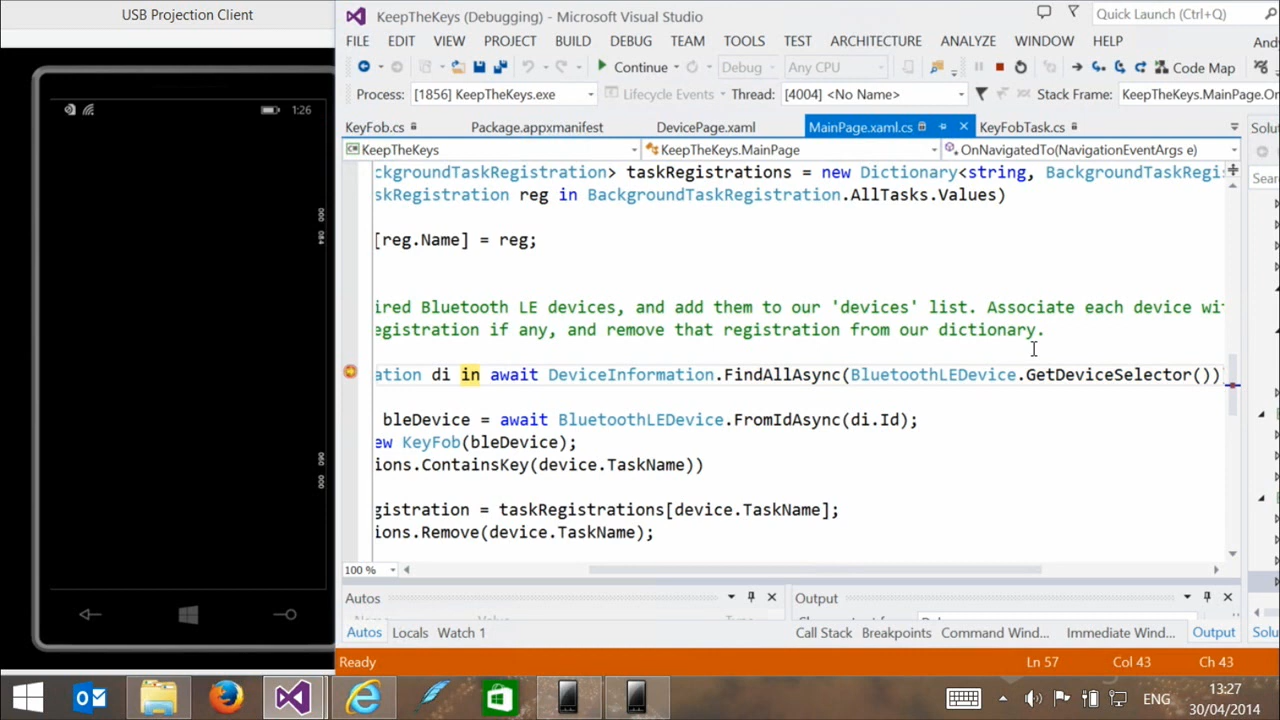 USB Projection Client
1:26
000 084
060 000
KeepTheKeys (Debugging) - Microsoft Visual Studio
Quick Launch (Ctrl+Q)
FILE EDIT VIEW PROJECT BUILD DEBUG TEAM TOOLS TEST ARCHITECTURE ANALYZE WINDOW HELP
Continue Debug Any CPU Code Map
Process: [1856] KeepTheKeys.exe Lifecycle Events Thread: [4004] <No Name> Stack Frame: KeepTheKeys.MainPage.On
KeyFob.cs Package.appxmanifest DevicePage.xaml MainPage.xaml.cs KeyFobTask.cs
KeepTheKeys KeepTheKeys.MainPage OnNavigatedTo(NavigationEventArgs e)
ckgroundTaskRegistration> taskRegistrations = new Dictionary<string, BackgroundTaskRegi
skRegistration reg in BackgroundTaskRegistration.AllTasks.Values)
[reg.Name] = reg;
ired Bluetooth LE devices, and add them to our 'devices' list. Associate each device wit
egistration if any, and remove that registration from our dictionary.
ation di in await DeviceInformation.FindAllAsync(BluetoothLEDevice.GetDeviceSelector())
bleDevice = await BluetoothLEDevice.FromIdAsync(di.Id);
ew KeyFob(bleDevice);
ions.ContainsKey(device.TaskName))
gistration = taskRegistrations[device.TaskName];
ions.Remove(device.TaskName);
100 %
Autos Output
Autos Locals Watch 1 Call Stack Breakpoints Command Wind... Immediate Wind... Output
Ready Ln 57 Col 43 Ch 43
ENG 13:27
30/04/2014